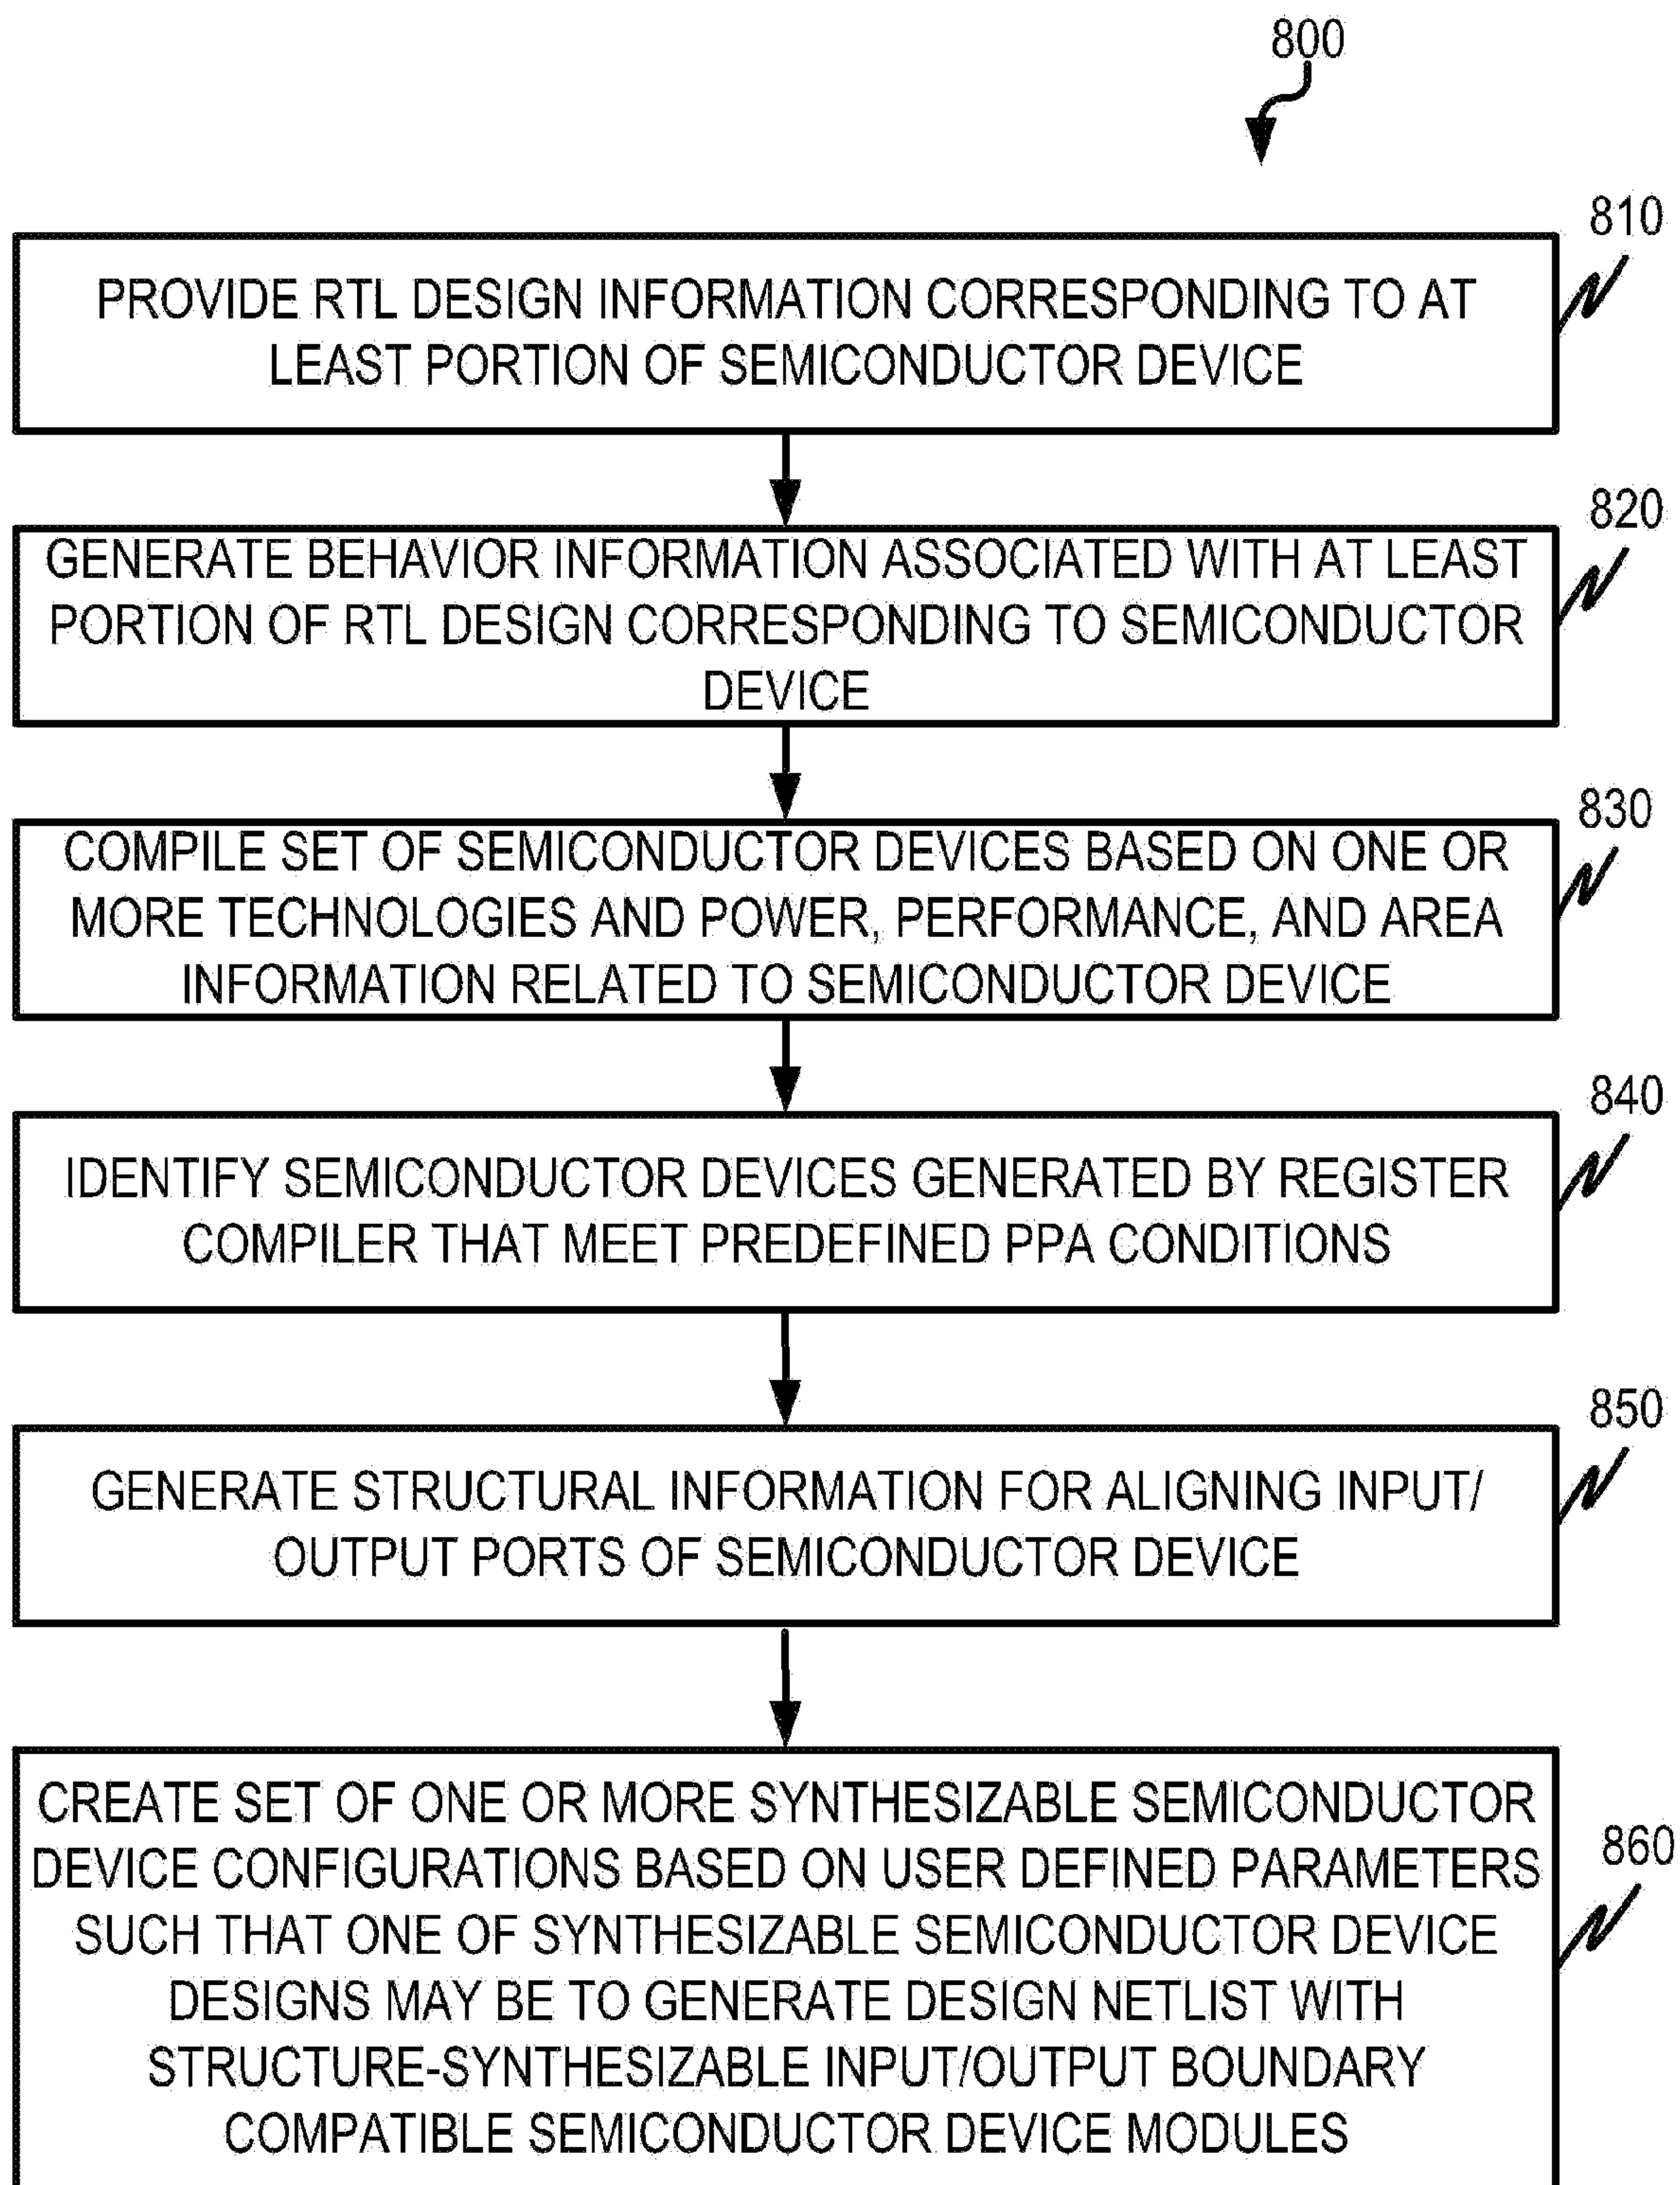 800
810
PROVIDE RTL DESIGN INFORMATION CORRESPONDING TO AT
LEAST PORTION OF SEMICONDUCTOR DEVICE
820
GENERATE BEHAVIOR INFORMATION ASSOCIATED WITH AT LEAST
PORTION OF RTL DESIGN CORRESPONDING TO SEMICONDUCTOR
DEVICE
830
COMPILE SET OF SEMICONDUCTOR DEVICES BASED ON ONE OR
MORE TECHNOLOGIES AND POWER, PERFORMANCE, AND AREA
INFORMATION RELATED TO SEMICONDUCTOR DEVICE
840
IDENTIFY SEMICONDUCTOR DEVICES GENERATED BY REGISTER
COMPILER THAT MEET PREDEFINED PPA CONDITIONS
850
GENERATE STRUCTURAL INFORMATION FOR ALIGNING INPUT/
OUTPUT PORTS OF SEMICONDUCTOR DEVICE
860
CREATE SET OF ONE OR MORE SYNTHESIZABLE SEMICONDUCTOR
DEVICE CONFIGURATIONS BASED ON USER DEFINED PARAMETERS
SUCH THAT ONE OF SYNTHESIZABLE SEMICONDUCTOR DEVICE
DESIGNS MAY BE TO GENERATE DESIGN NETLIST WITH
STRUCTURE-SYNTHESIZABLE INPUT/OUTPUT BOUNDARY
COMPATIBLE SEMICONDUCTOR DEVICE MODULES